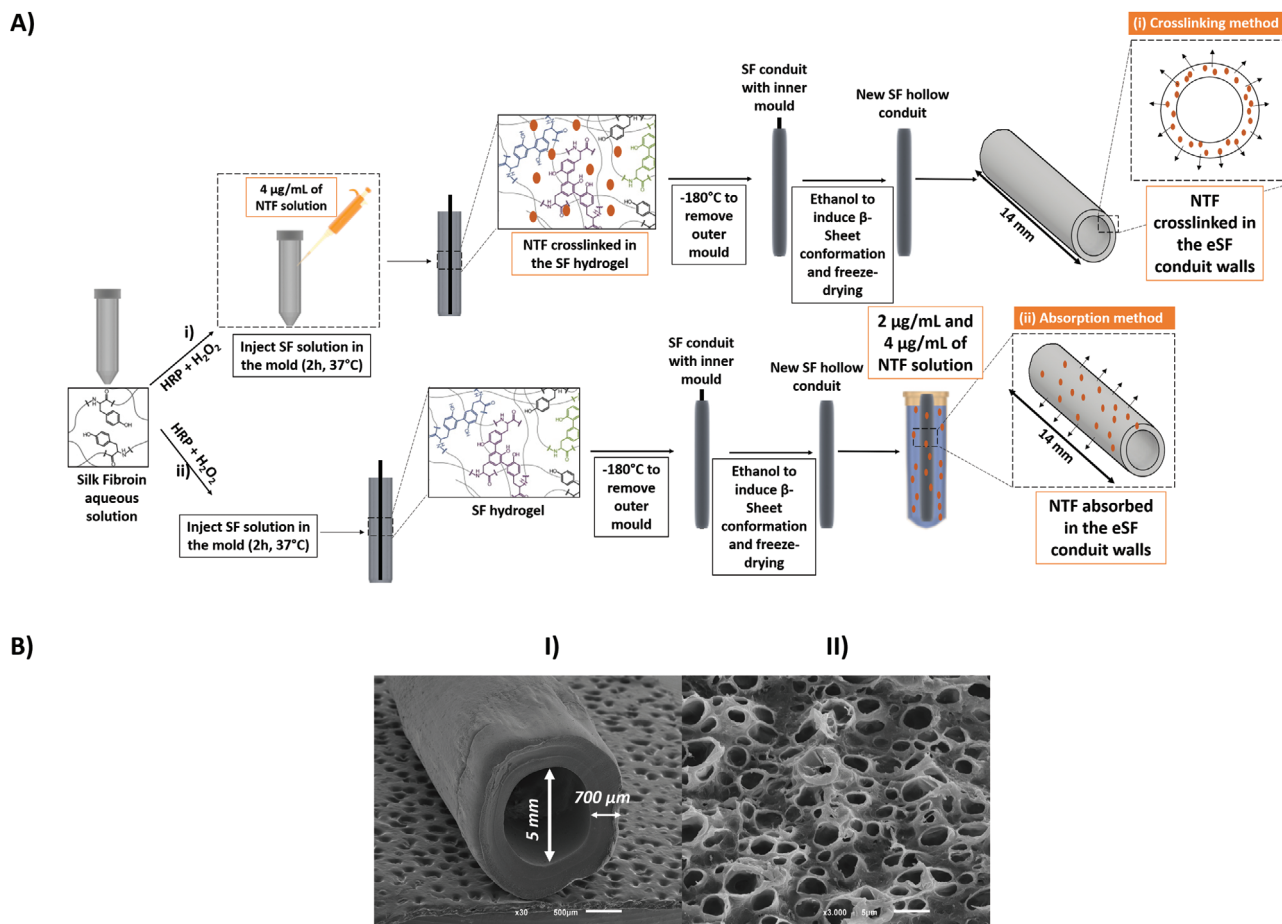 A)
(i) Crosslinking method
SF conduit
with inner
mould
New SF hollow
conduit
4 µg/mL of
NTF solution
NTF crosslinked in
the SF hydrogel
-180°C to
remove
outer
mould
Ethanol to
induce β-
Sheet
conformation
and freeze-
drying
14 mm
NTF
crosslinked in
the eSF
conduit walls
i)
HRP + H₂O₂
Inject SF solution in
the mold (2h, 37°C)
Silk Fibroin
aqueous
solution
HRP + H₂O₂
ii)
Inject SF solution in
the mold (2h, 37°C)
SF hydrogel
-180°C to
remove
outer
mould
SF conduit
with inner
mould
Ethanol to
induce β-
Sheet
conformation
and freeze-
drying
New SF hollow
conduit
2 µg/mL and
4 µg/mL of
NTF solution
(ii) Absorption method
14 mm
NTF absorbed in
the eSF
conduit walls
B)
I)
II)
5 mm
700 µm
x30 500µm
x3.000 5µm